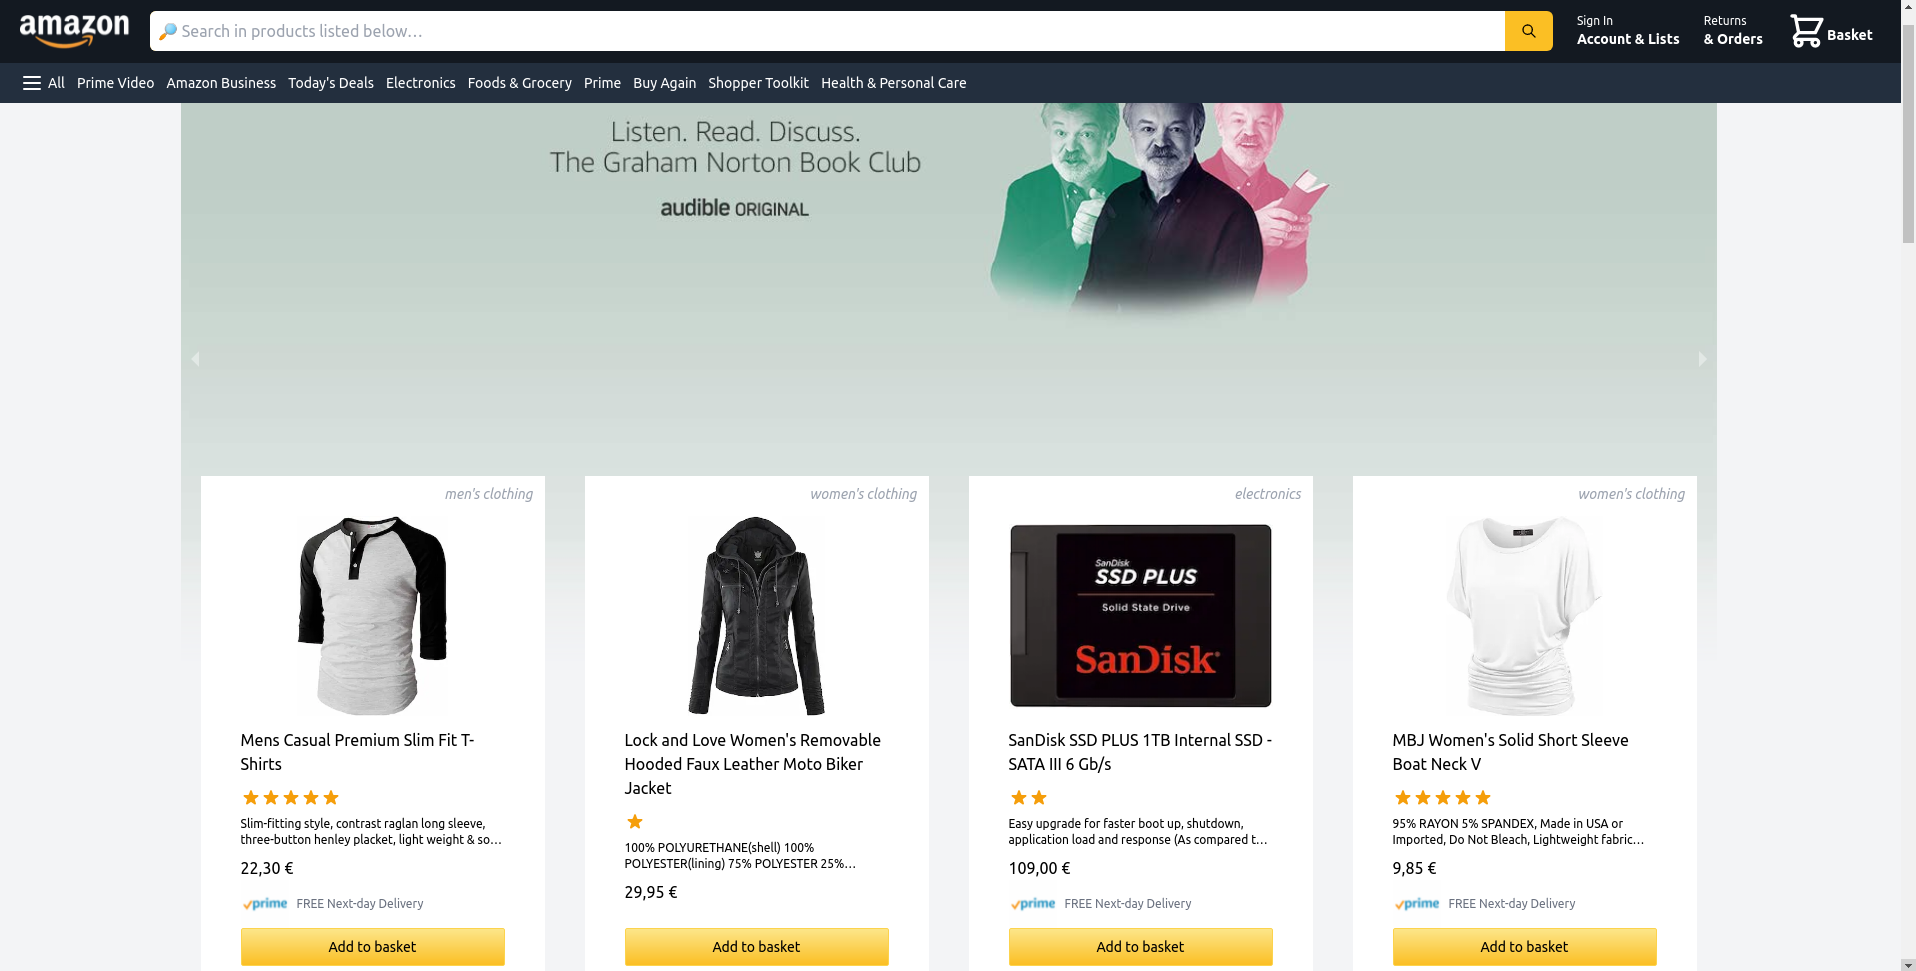 amazon
Search in products listed below…
Sign In
Account & Lists
Returns
& Orders
Basket
All
Prime Video
Amazon Business
Today's Deals
Electronics
Foods & Grocery
Prime
Buy Again
Shopper Toolkit
Health & Personal Care
Listen. Read. Discuss.
The Graham Norton Book Club
audible ORIGINAL
men's clothing
Mens Casual Premium Slim Fit T-
Shirts
Slim-fitting style, contrast raglan long sleeve,
three-button henley placket, light weight & so…
22,30 €
prime
FREE Next-day Delivery
Add to basket
women's clothing
Lock and Love Women's Removable
Hooded Faux Leather Moto Biker
Jacket
100% POLYURETHANE(shell) 100%
POLYESTER(lining) 75% POLYESTER 25%…
29,95 €
Add to basket
electronics
SanDisk
SSD PLUS
Solid State Drive
SanDisk
SanDisk SSD PLUS 1TB Internal SSD -
SATA III 6 Gb/s
Easy upgrade for faster boot up, shutdown,
application load and response (As compared t…
109,00 €
prime
FREE Next-day Delivery
Add to basket
women's clothing
MBJ Women's Solid Short Sleeve
Boat Neck V
95% RAYON 5% SPANDEX, Made in USA or
Imported, Do Not Bleach, Lightweight fabric…
9,85 €
prime
FREE Next-day Delivery
Add to basket